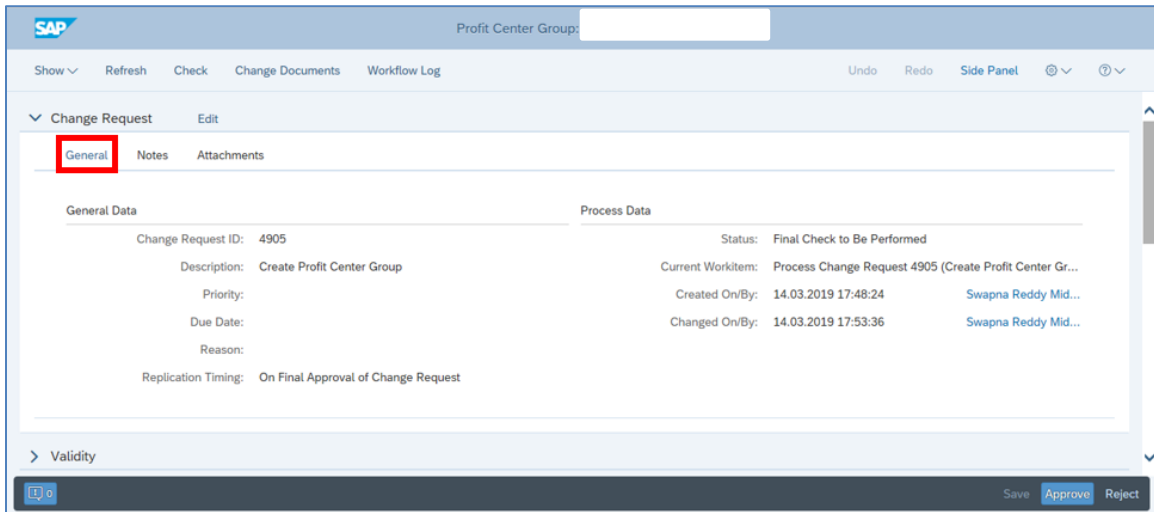 SAP
Profit Center Group:
Show Refresh Check Change Documents Workflow Log Undo Redo Side Panel
Change Request Edit
General Notes Attachments
General Data Process Data
Change Request ID: 4905 Status: Final Check to Be Performed
Description: Create Profit Center Group Current Workitem: Process Change Request 4905 (Create Profit Center Gr...
Priority: Created On/By: 14.03.2019 17:48:24 Swapna Reddy Mid...
Due Date: Changed On/By: 14.03.2019 17:53:36 Swapna Reddy Mid...
Reason:
Replication Timing: On Final Approval of Change Request
Validity
0 Save Approve Reject